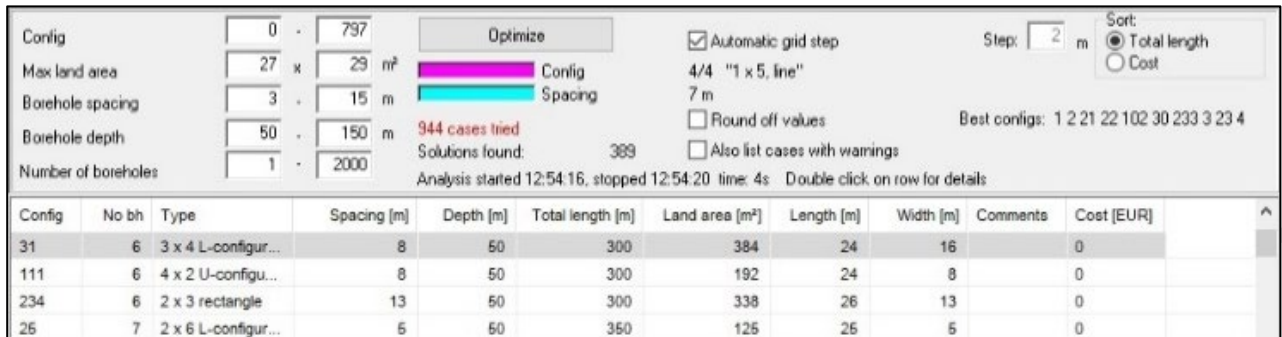 Config 0 - 797 Optimize Automatic grid step Step: 2 m Sort: Total length
Max land area 27 x 29 m² Config 4/4 "1 x 5, line" Cost
Borehole spacing 3 - 15 m Spacing 7 m
Borehole depth 50 - 150 m 944 cases tried Round off values Best configs: 1 2 21 22 102 30 233 3 23 4
Solutions found: 389 Also list cases with warnings
Number of boreholes 1 - 2000 Analysis started 12:54:16, stopped 12:54:20 time: 4s Double click on row for details
Config No bh Type Spacing [m] Depth [m] Total length [m] Land area [m²] Length [m] Width [m] Comments Cost [EUR]
31 6 3 x 4 L-configur... 8 50 300 384 24 16 0
111 6 4 x 2 U-configu... 8 50 300 192 24 8 0
234 6 2 x 3 rectangle 13 50 300 338 26 13 0
25 7 2 x 6 L-configur... 5 50 350 125 25 5 0